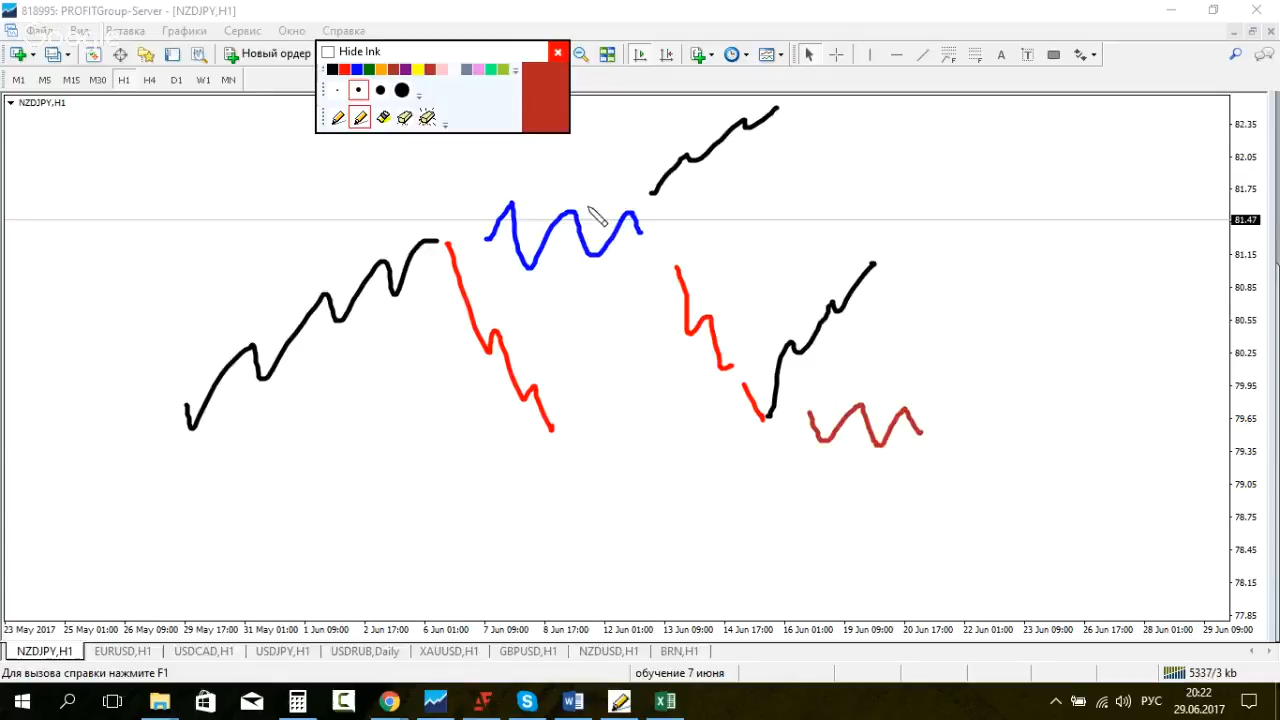 818995: PROFITGroup-Server - [NZDJPY,H1]
Файл Вид Вставка Графики Сервис Окно Справка
Новый ордер
Hide Ink
M1 M5 M15 M30 H1 H4 D1 W1 MN
NZDJPY,H1
82.35
82.05
81.75
81.47
81.15
80.85
80.55
80.25
79.95
79.65
79.35
79.05
78.75
78.45
78.15
77.85
23 May 2017 25 May 01:00 26 May 09:00 29 May 17:00 31 May 01:00 1 Jun 09:00 2 Jun 17:00 6 Jun 01:00 7 Jun 09:00 8 Jun 17:00 12 Jun 01:00 13 Jun 09:00 14 Jun 17:00 16 Jun 01:00 19 Jun 09:00 20 Jun 17:00 22 Jun 01:00 23 Jun 09:00 26 Jun 17:00 28 Jun 01:00 29 Jun 09:00
NZDJPY,H1 EURUSD,H1 USDCAD,H1 USDJPY,H1 USDRUB,Daily XAUUSD,H1 GBPUSD,H1 NZDUSD,H1 BRN,H1
Для вызова справки нажмите F1 обучение 7 июня 5337/3 kb
РУС
20:22
29.06.2017